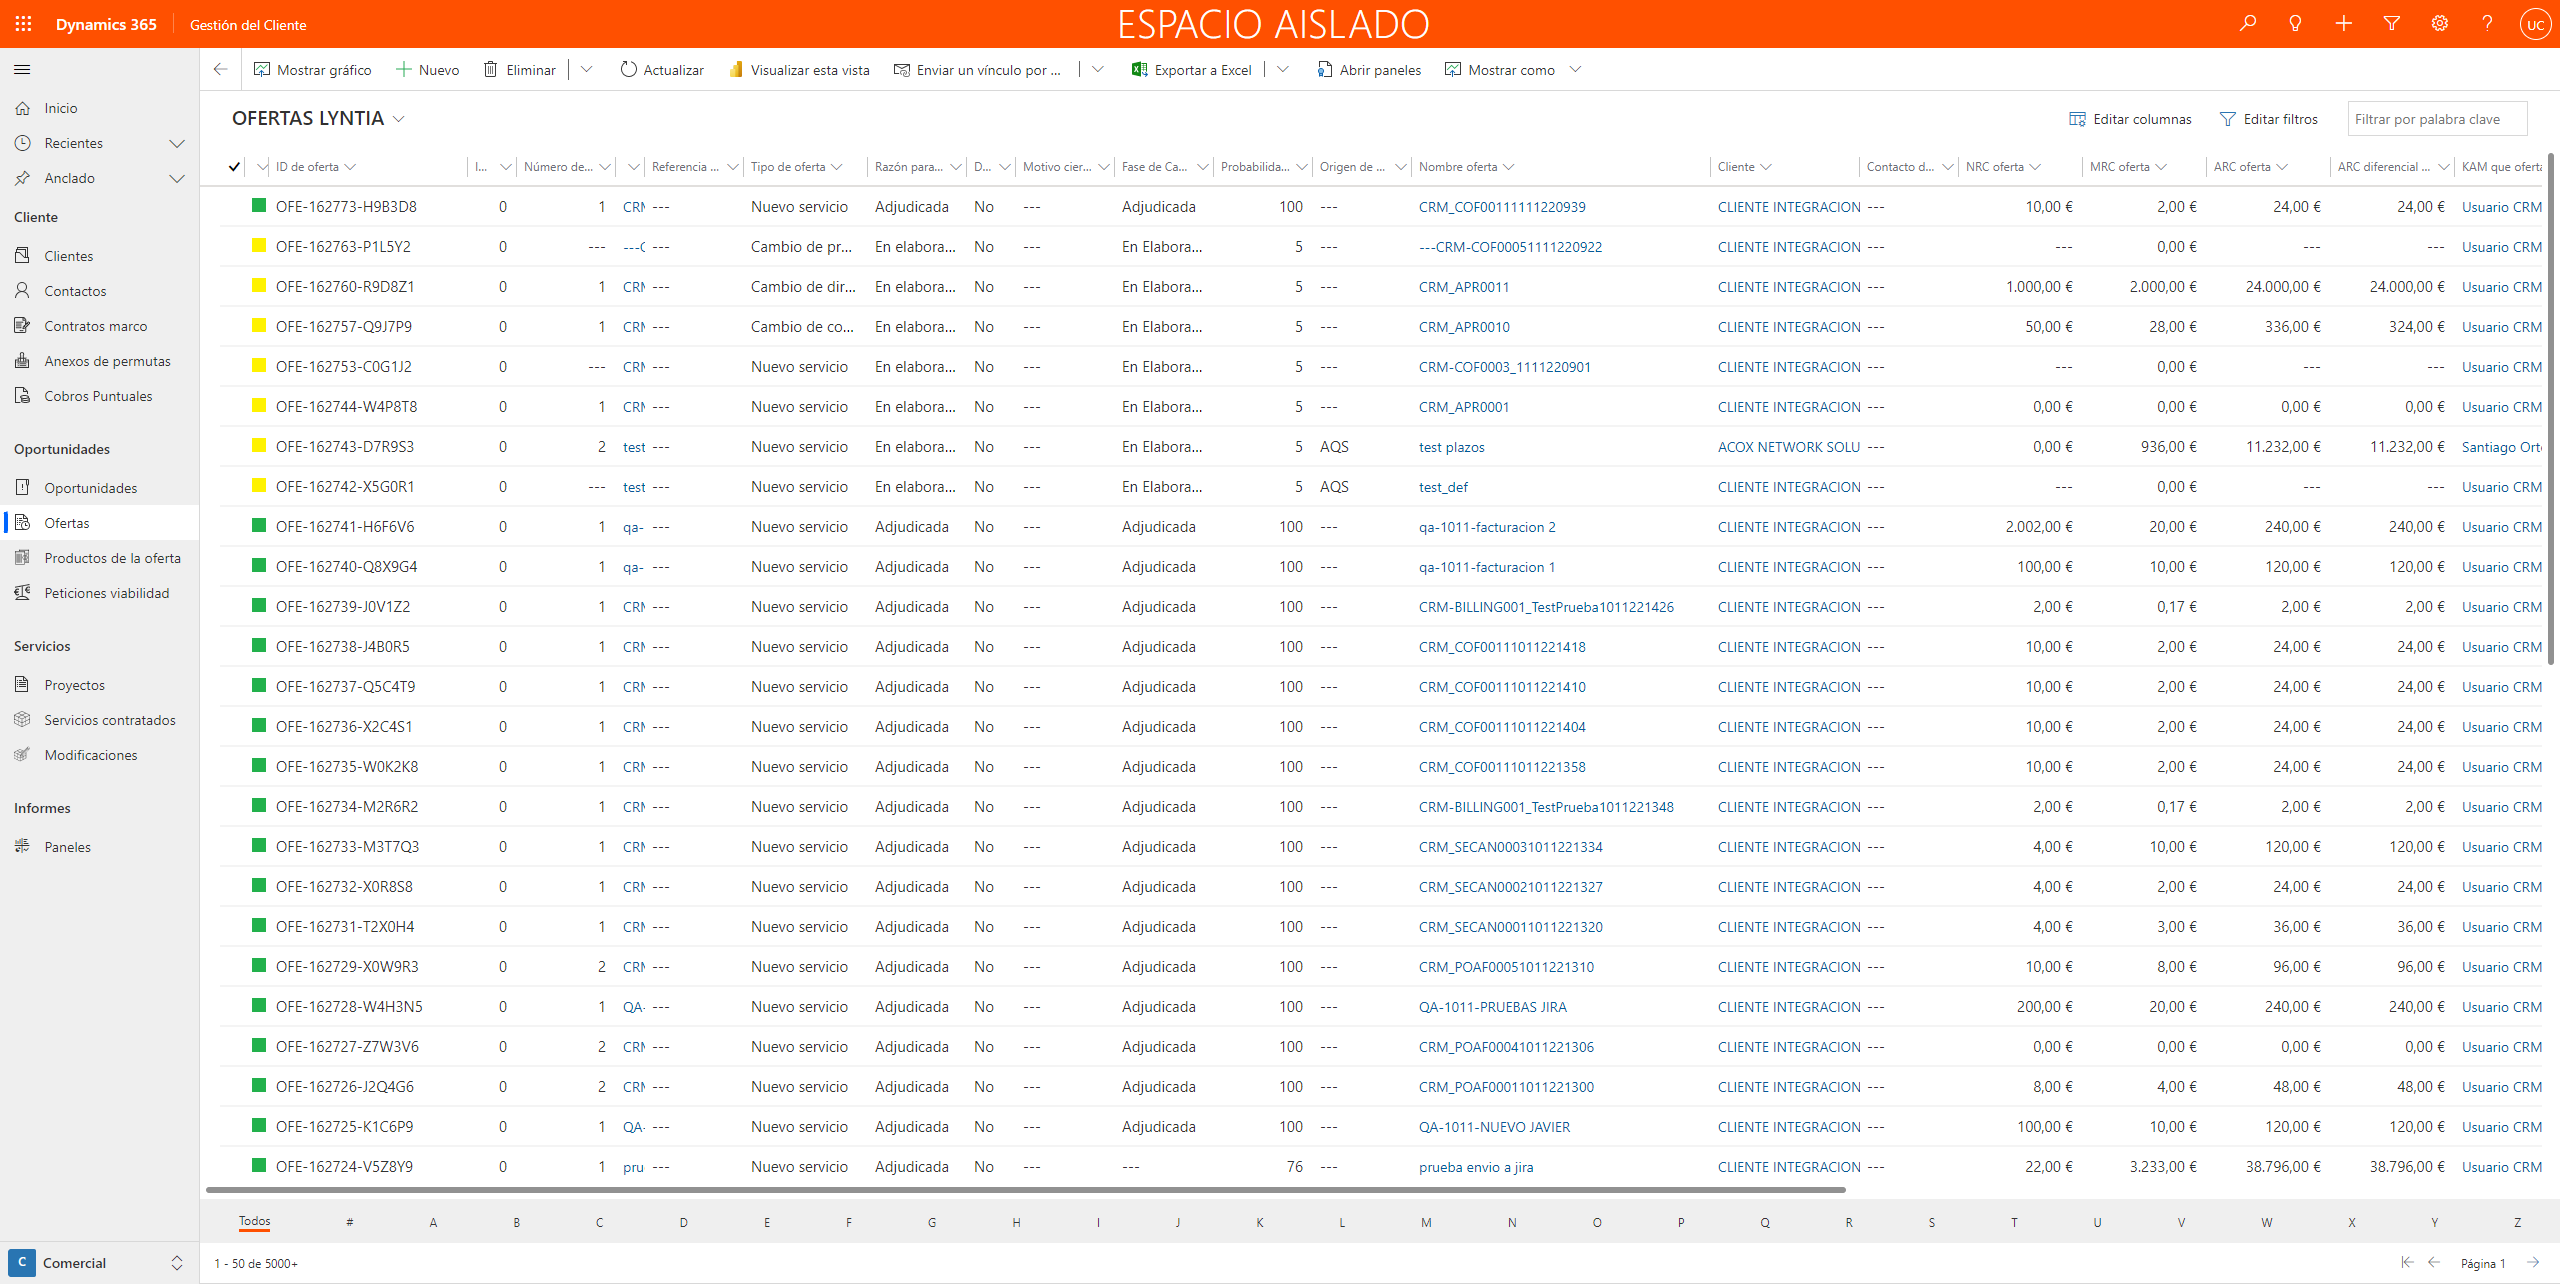 Dynamics 365 Gestión del Cliente ESPACIO AISLADO UC
Mostrar gráfico Nuevo Eliminar Actualizar Visualizar esta vista Enviar un vínculo por ... Exportar a Excel Abrir paneles Mostrar como
Inicio
Recientes
Anclado
Cliente
Clientes
Contactos
Contratos marco
Anexos de permutas
Cobros Puntuales
Oportunidades
Oportunidades
Ofertas
Productos de la oferta
Peticiones viabilidad
Servicios
Proyectos
Servicios contratados
Modificaciones
Informes
Paneles
C Comercial
OFERTAS LYNTIA Editar columnas Editar filtros Filtrar por palabra clave
ID de oferta I... Número de... Referencia ... Tipo de oferta Razón para... D... Motivo cier... Fase de Ca... Probabilida... Origen de ... Nombre oferta Cliente Contacto d... NRC oferta MRC oferta ARC oferta ARC diferencial ... KAM que oferta
OFE-162773-H9B3D8 0 1 CRM --- Nuevo servicio Adjudicada No --- Adjudicada 100 --- CRM_COF00111111220939 CLIENTE INTEGRACION --- 10,00 € 2,00 € 24,00 € 24,00 € Usuario CRM
OFE-162763-P1L5Y2 0 --- ---C --- Cambio de pr... En elabora... No --- En Elabora... 5 --- ---CRM-COF00051111220922 CLIENTE INTEGRACION --- --- 0,00 € --- --- Usuario CRM
OFE-162760-R9D8Z1 0 1 CRM --- Cambio de dir... En elabora... No --- En Elabora... 5 --- CRM_APR0011 CLIENTE INTEGRACION --- 1.000,00 € 2.000,00 € 24.000,00 € 24.000,00 € Usuario CRM
OFE-162757-Q9J7P9 0 1 CRM --- Cambio de co... En elabora... No --- En Elabora... 5 --- CRM_APR0010 CLIENTE INTEGRACION --- 50,00 € 28,00 € 336,00 € 324,00 € Usuario CRM
OFE-162753-C0G1J2 0 --- CRM --- Nuevo servicio En elabora... No --- En Elabora... 5 --- CRM-COF0003_1111220901 CLIENTE INTEGRACION --- --- 0,00 € --- --- Usuario CRM
OFE-162744-W4P8T8 0 1 CRM --- Nuevo servicio En elabora... No --- En Elabora... 5 --- CRM_APR0001 CLIENTE INTEGRACION --- 0,00 € 0,00 € 0,00 € 0,00 € Usuario CRM
OFE-162743-D7R9S3 0 2 test --- Nuevo servicio En elabora... No --- En Elabora... 5 AQS test plazos ACOX NETWORK SOLU --- 0,00 € 936,00 € 11.232,00 € 11.232,00 € Santiago Orte
OFE-162742-X5G0R1 0 --- test --- Nuevo servicio En elabora... No --- En Elabora... 5 AQS test_def CLIENTE INTEGRACION --- --- 0,00 € --- --- Usuario CRM
OFE-162741-H6F6V6 0 1 qa- --- Nuevo servicio Adjudicada No --- Adjudicada 100 --- qa-1011-facturacion 2 CLIENTE INTEGRACION --- 2.002,00 € 20,00 € 240,00 € 240,00 € Usuario CRM
OFE-162740-Q8X9G4 0 1 qa- --- Nuevo servicio Adjudicada No --- Adjudicada 100 --- qa-1011-facturacion 1 CLIENTE INTEGRACION --- 100,00 € 10,00 € 120,00 € 120,00 € Usuario CRM
OFE-162739-J0V1Z2 0 1 CRM --- Nuevo servicio Adjudicada No --- Adjudicada 100 --- CRM-BILLING001_TestPrueba1011221426 CLIENTE INTEGRACION --- 2,00 € 0,17 € 2,00 € 2,00 € Usuario CRM
OFE-162738-J4B0R5 0 1 CRM --- Nuevo servicio Adjudicada No --- Adjudicada 100 --- CRM_COF00111011221418 CLIENTE INTEGRACION --- 10,00 € 2,00 € 24,00 € 24,00 € Usuario CRM
OFE-162737-Q5C4T9 0 1 CRM --- Nuevo servicio Adjudicada No --- Adjudicada 100 --- CRM_COF00111011221410 CLIENTE INTEGRACION --- 10,00 € 2,00 € 24,00 € 24,00 € Usuario CRM
OFE-162736-X2C4S1 0 1 CRM --- Nuevo servicio Adjudicada No --- Adjudicada 100 --- CRM_COF00111011221404 CLIENTE INTEGRACION --- 10,00 € 2,00 € 24,00 € 24,00 € Usuario CRM
OFE-162735-W0K2K8 0 1 CRM --- Nuevo servicio Adjudicada No --- Adjudicada 100 --- CRM_COF00111011221358 CLIENTE INTEGRACION --- 10,00 € 2,00 € 24,00 € 24,00 € Usuario CRM
OFE-162734-M2R6R2 0 1 CRM --- Nuevo servicio Adjudicada No --- Adjudicada 100 --- CRM-BILLING001_TestPrueba1011221348 CLIENTE INTEGRACION --- 2,00 € 0,17 € 2,00 € 2,00 € Usuario CRM
OFE-162733-M3T7Q3 0 1 CRM --- Nuevo servicio Adjudicada No --- Adjudicada 100 --- CRM_SECAN00031011221334 CLIENTE INTEGRACION --- 4,00 € 10,00 € 120,00 € 120,00 € Usuario CRM
OFE-162732-X0R8S8 0 1 CRM --- Nuevo servicio Adjudicada No --- Adjudicada 100 --- CRM_SECAN00021011221327 CLIENTE INTEGRACION --- 4,00 € 2,00 € 24,00 € 24,00 € Usuario CRM
OFE-162731-T2X0H4 0 1 CRM --- Nuevo servicio Adjudicada No --- Adjudicada 100 --- CRM_SECAN00011011221320 CLIENTE INTEGRACION --- 4,00 € 3,00 € 36,00 € 36,00 € Usuario CRM
OFE-162729-X0W9R3 0 2 CRM --- Nuevo servicio Adjudicada No --- Adjudicada 100 --- CRM_POAF00051011221310 CLIENTE INTEGRACION --- 10,00 € 8,00 € 96,00 € 96,00 € Usuario CRM
OFE-162728-W4H3N5 0 1 QA- --- Nuevo servicio Adjudicada No --- Adjudicada 100 --- QA-1011-PRUEBAS JIRA CLIENTE INTEGRACION --- 200,00 € 20,00 € 240,00 € 240,00 € Usuario CRM
OFE-162727-Z7W3V6 0 2 CRM --- Nuevo servicio Adjudicada No --- Adjudicada 100 --- CRM_POAF00041011221306 CLIENTE INTEGRACION --- 0,00 € 0,00 € 0,00 € 0,00 € Usuario CRM
OFE-162726-J2Q4G6 0 2 CRM --- Nuevo servicio Adjudicada No --- Adjudicada 100 --- CRM_POAF00011011221300 CLIENTE INTEGRACION --- 8,00 € 4,00 € 48,00 € 48,00 € Usuario CRM
OFE-162725-K1C6P9 0 1 QA- --- Nuevo servicio Adjudicada No --- Adjudicada 100 --- QA-1011-NUEVO JAVIER CLIENTE INTEGRACION --- 100,00 € 10,00 € 120,00 € 120,00 € Usuario CRM
OFE-162724-V5Z8Y9 0 1 pru --- Nuevo servicio Adjudicada No --- --- 76 --- prueba envio a jira CLIENTE INTEGRACION --- 22,00 € 3.233,00 € 38.796,00 € 38.796,00 € Usuario CRM
Todos # A B C D E F G H I J K L M N O P Q R S T U V W X Y Z
1 - 50 de 5000+ Página 1